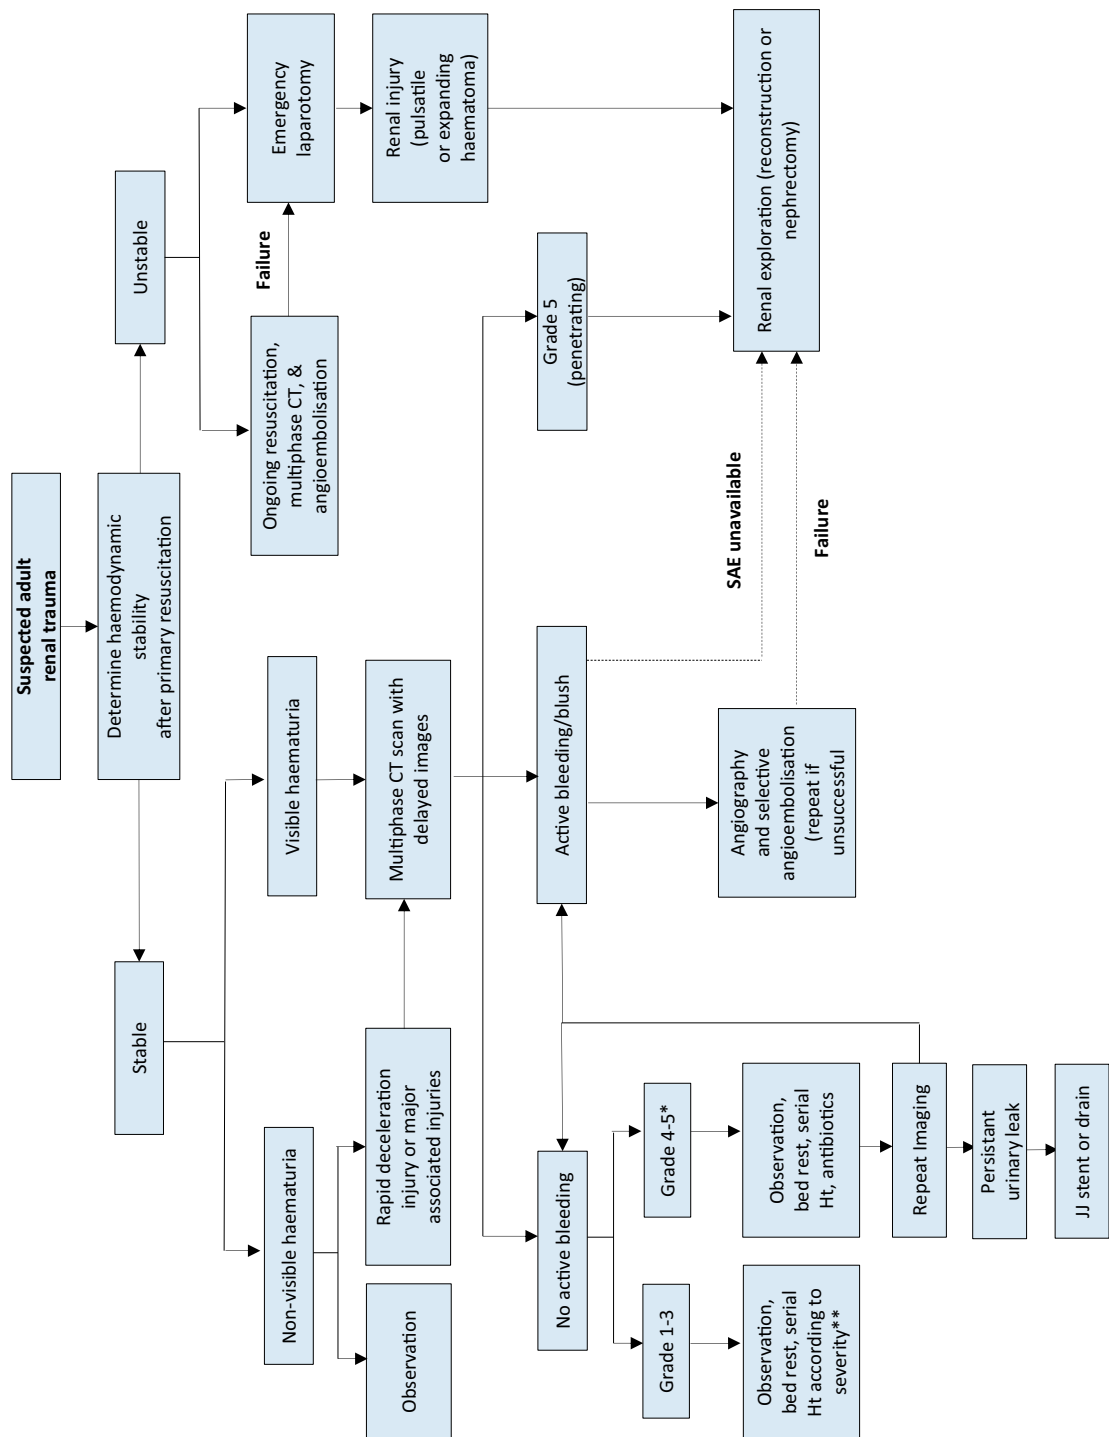 Suspected adult
renal trauma
Determine haemodynamic
stability
after primary resuscitation
Stable
Unstable
Non-visible haematuria
Visible haematuria
Ongoing resuscitation,
multiphase CT, &
angioembolisation
Failure
Emergency
laparotomy
Observation
Rapid deceleration
injury or major
associated injuries
Multiphase CT scan with
delayed images
Renal injury
(pulsatile
or expanding
haematoma)
No active bleeding
Active bleeding/blush
Grade 5
(penetrating)
Grade 1-3
Grade 4-5*
Observation,
bed rest, serial
Ht according to
severity**
Observation,
bed rest, serial
Ht, antibiotics
Angiography
and selective
angioembolisation
(repeat if
unsuccessful
SAE unavailable
Failure
Renal exploration (reconstruction or
nephrectomy)
Repeat Imaging
Persistant
urinary leak
JJ stent or drain